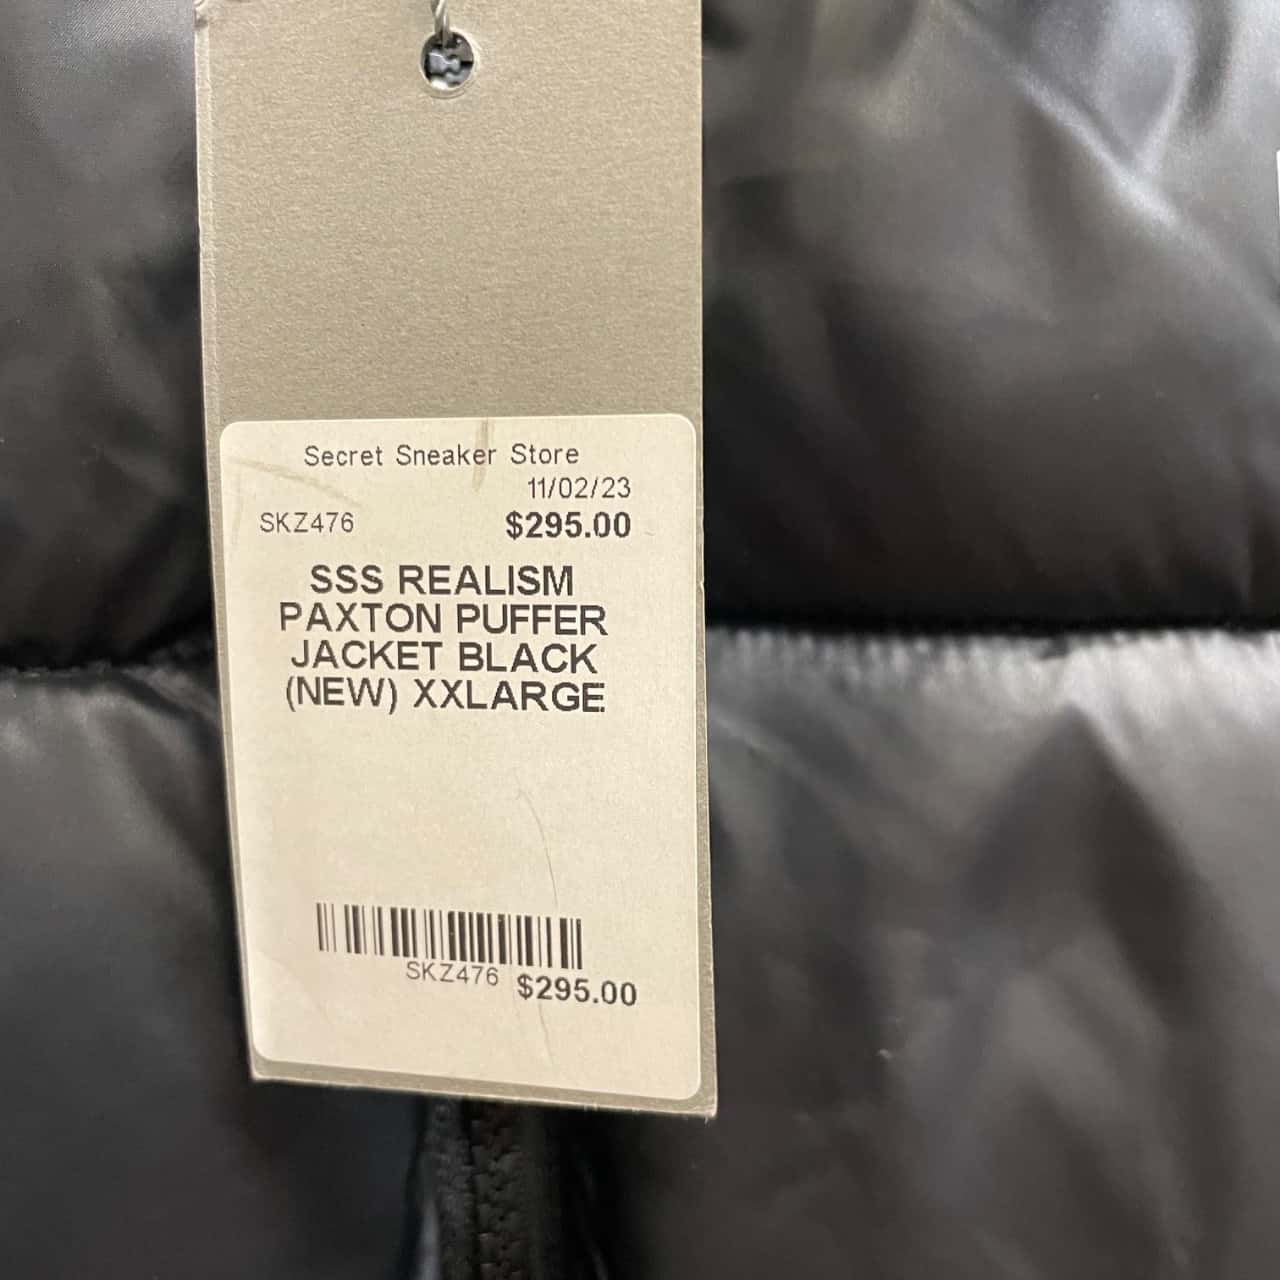 Secret Sneaker Store
11/02/23
SKZ476 $295.00
SSS REALISM
PAXTON PUFFER
JACKET BLACK
(NEW) XXLARGE
SKZ476 $295.00